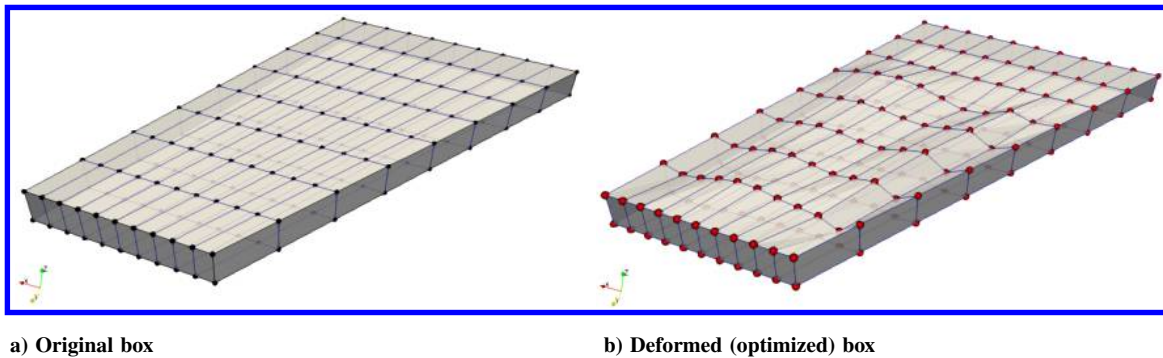 x
z
y
x
z
y
a) Original box
b) Deformed (optimized) box